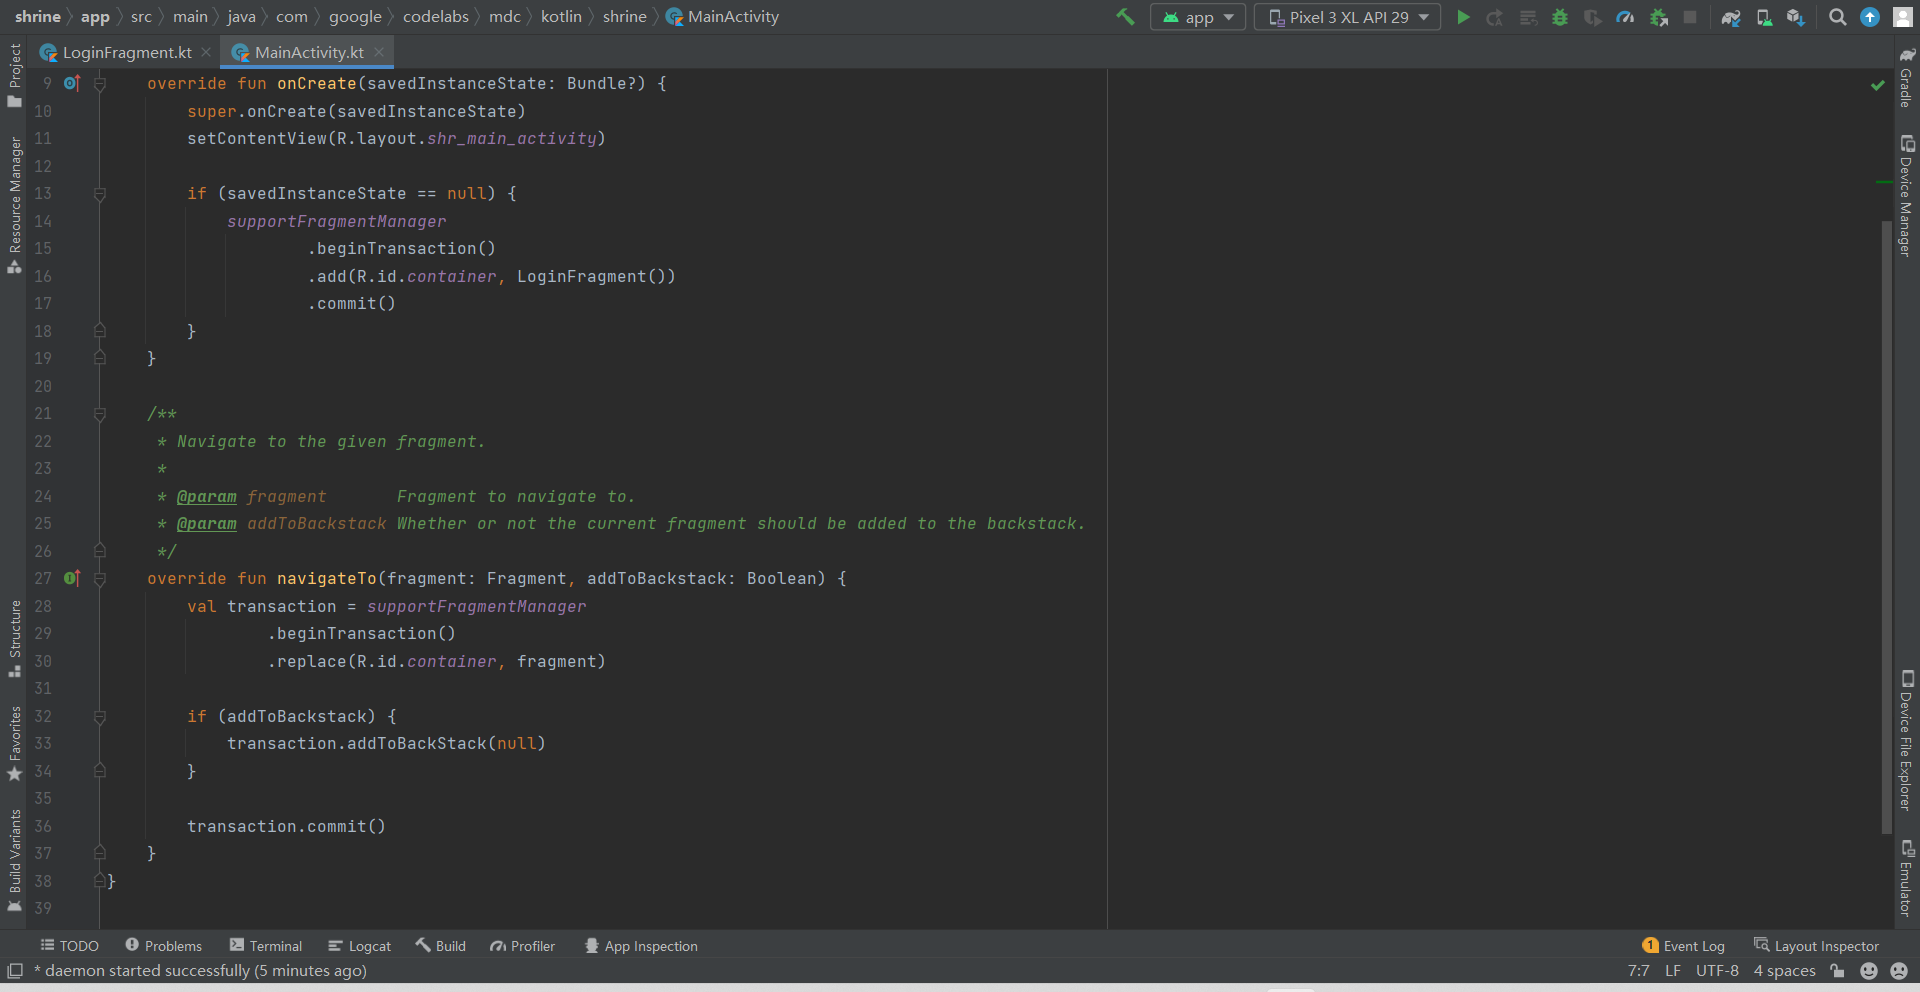 shrine app src main java com google codelabs mdc kotlin shrine MainActivity app Pixel 3 XL API 29
LoginFragment.kt MainActivity.kt
Project
Resource Manager
Structure
Favorites
Build Variants
9 override fun onCreate(savedInstanceState: Bundle?) {
10 super.onCreate(savedInstanceState)
11 setContentView(R.layout.shr_main_activity)
12
13 if (savedInstanceState == null) {
14 supportFragmentManager
15 .beginTransaction()
16 .add(R.id.container, LoginFragment())
17 .commit()
18 }
19 }
20
21 /**
22 * Navigate to the given fragment.
23 *
24 * @param fragment       Fragment to navigate to.
25 * @param addToBackstack Whether or not the current fragment should be added to the backstack.
26 */
27 override fun navigateTo(fragment: Fragment, addToBackstack: Boolean) {
28 val transaction = supportFragmentManager
29 .beginTransaction()
30 .replace(R.id.container, fragment)
31
32 if (addToBackstack) {
33 transaction.addToBackStack(null)
34 }
35
36 transaction.commit()
37 }
38 }
39
Gradle
Device Manager
Device File Explorer
Emulator
TODO Problems Terminal Logcat Build Profiler App Inspection 1 Event Log Layout Inspector
* daemon started successfully (5 minutes ago) 7:7 LF UTF-8 4 spaces